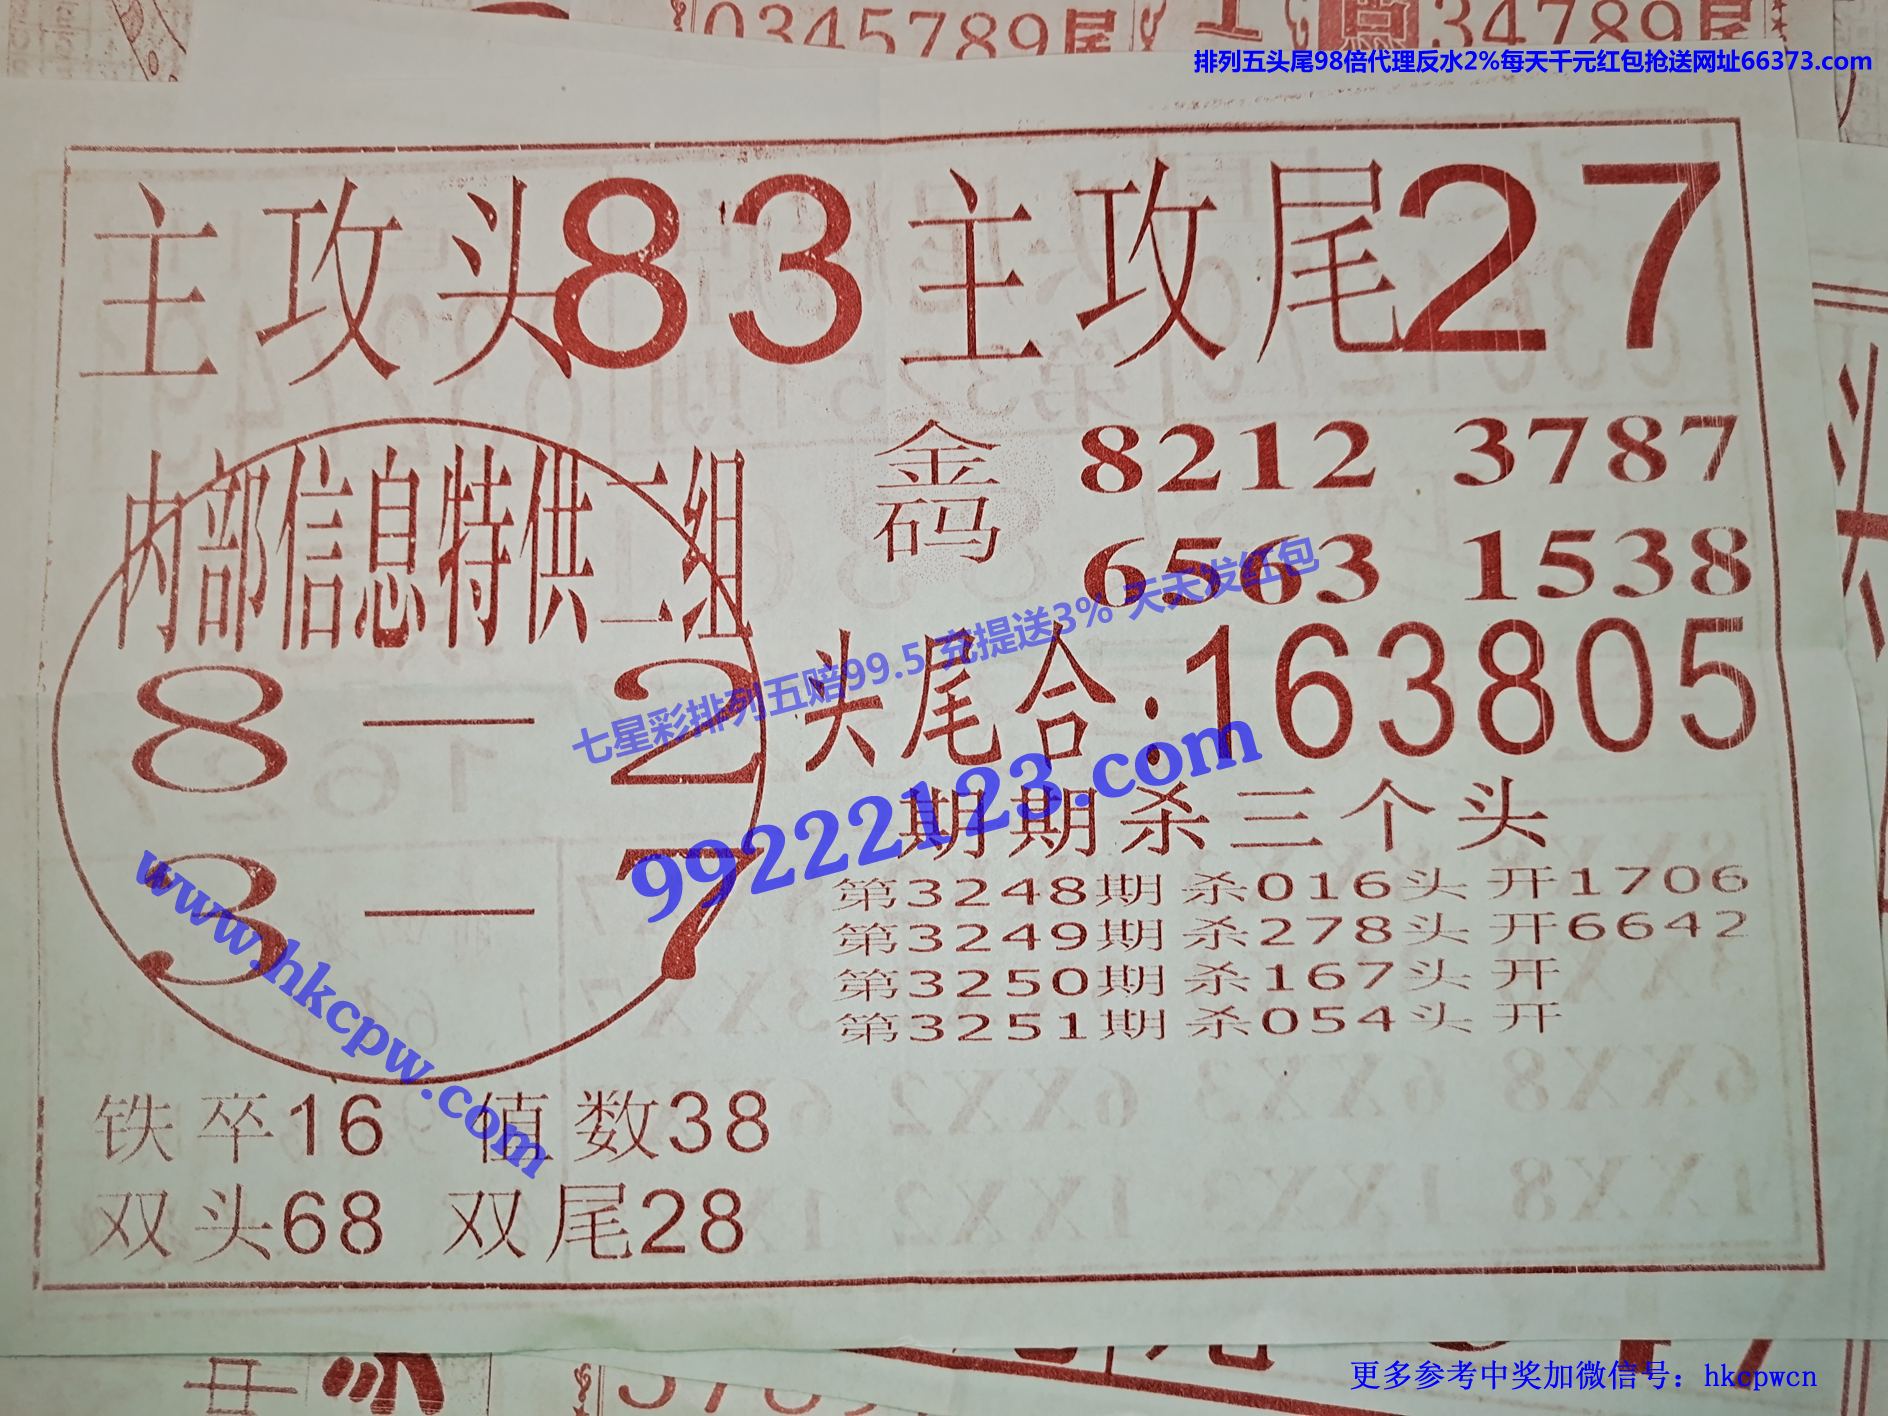 0345789尾
34789尾
排列五头尾98倍代理反水2%每天千元红包抢送网址66373.com
主攻头83主攻尾27
内部信息特供二组
8—2
3—7
金码
8212 3787
6563 1538
七星彩排列五赔99.5 充提送3% 天天发红包
头尾合:163805
99222123.com
www.hkcpw.com
期期杀三个头
第3248期杀016头开1706
第3249期杀278头开6642
第3250期杀167头开
第3251期杀054头开
铁卒16 值数38
双头68 双尾28
更多参考中奖加微信号：hkcpwcn